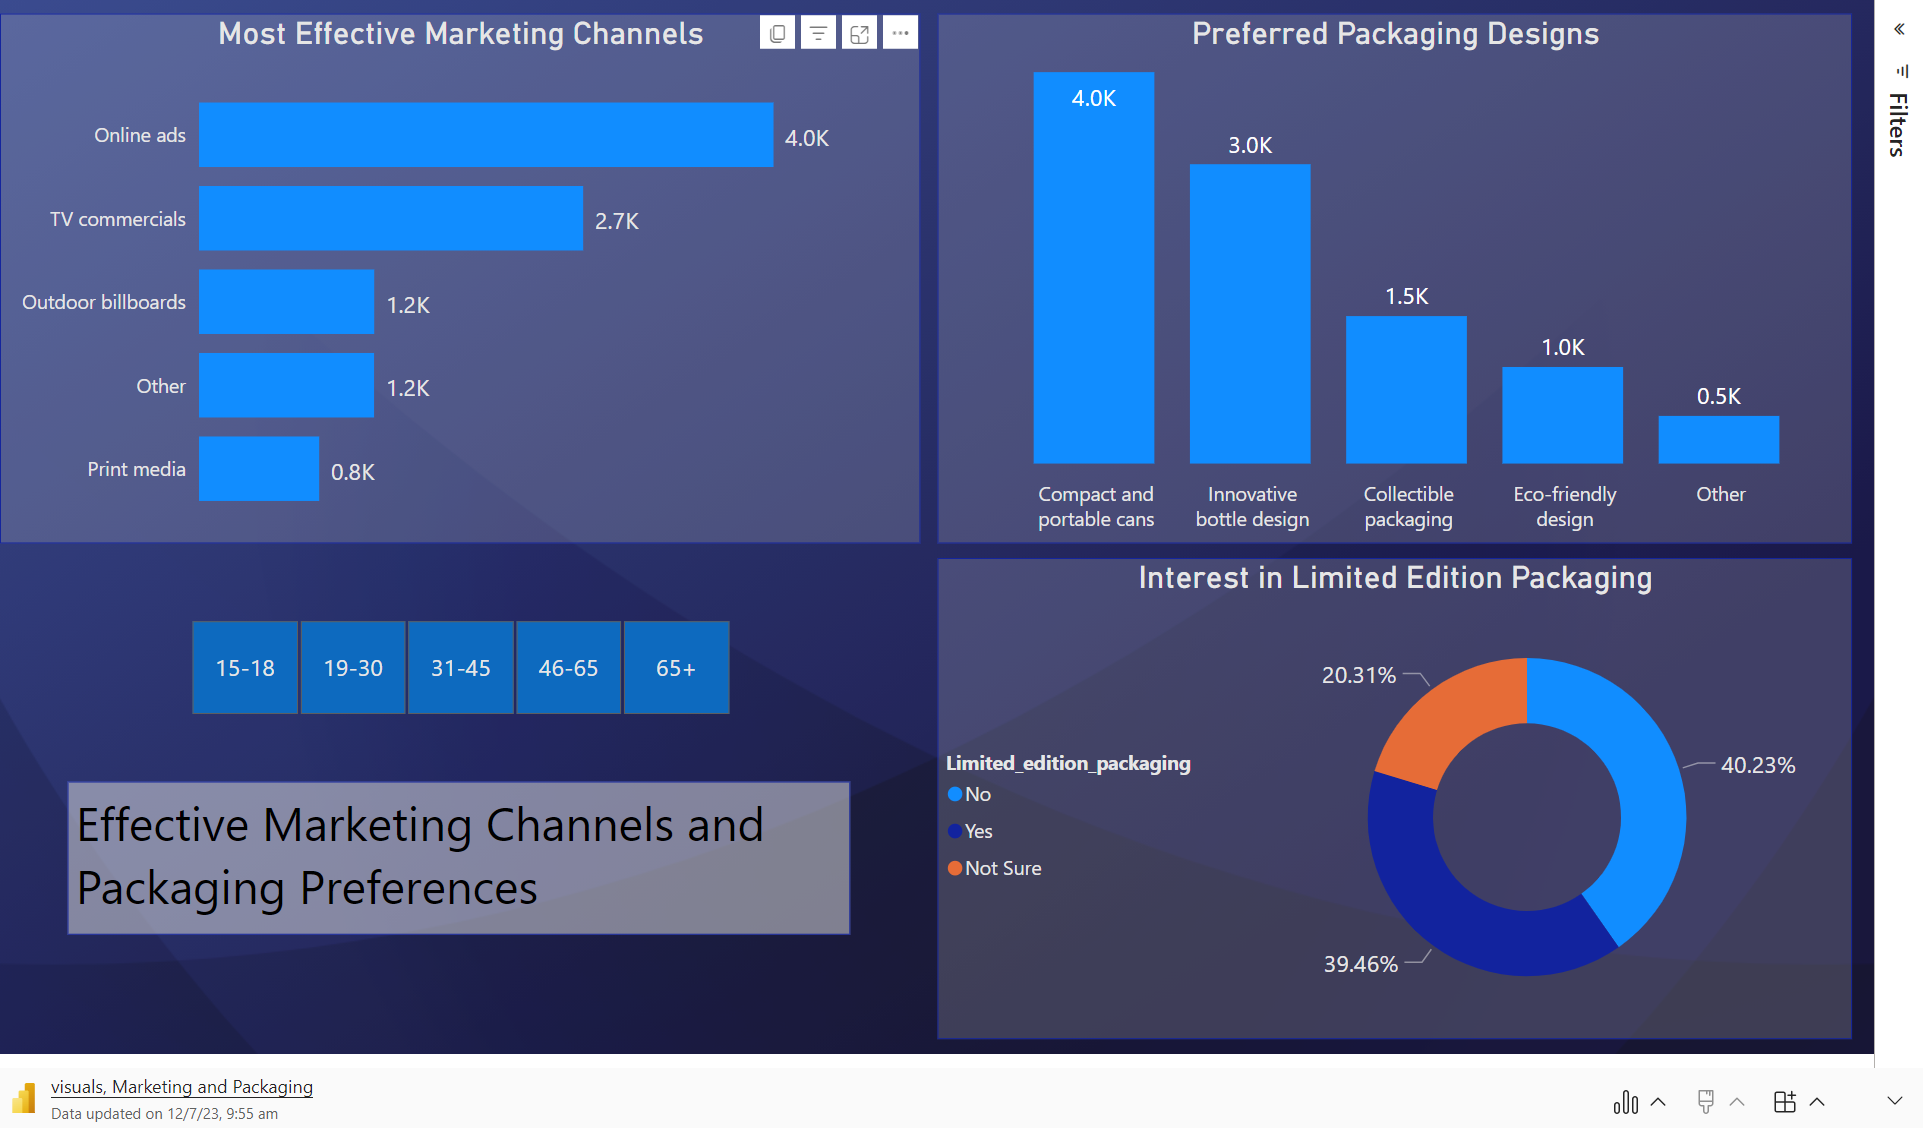 Most Effective Marketing Channels
Online ads
4.0K
TV commercials
2.7K
Outdoor billboards
1.2K
Other
1.2K
Print media
0.8K
Preferred Packaging Designs
4.0K
3.0K
1.5K
1.0K
0.5K
Compact and
portable cans
Innovative
bottle design
Collectible
packaging
Eco-friendly
design
Other
Filters
15-18
19-30
31-45
46-65
65+
Effective Marketing Channels and
Packaging Preferences
Interest in Limited Edition Packaging
Limited_edition_packaging
No
Yes
Not Sure
20.31%
40.23%
39.46%
visuals, Marketing and Packaging
Data updated on 12/7/23, 9:55 am